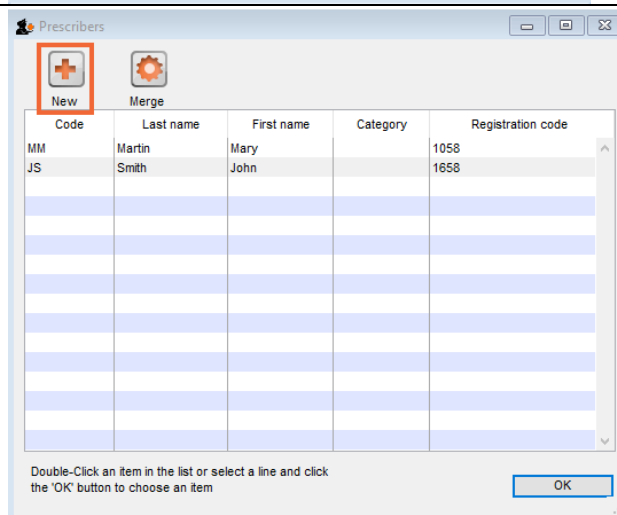 Prescribers
New Merge
Code Last name First name Category Registration code
MM Martin Mary 1058
JS Smith John 1658
Double-Click an item in the list or select a line and click
the 'OK' button to choose an item
OK